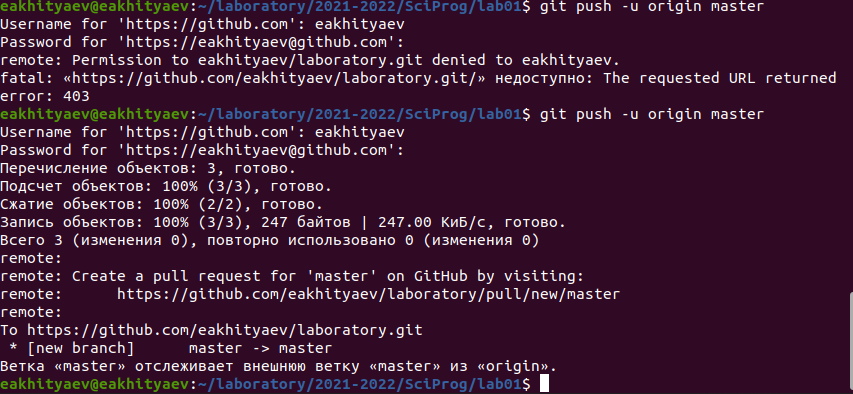 eakhityaev@eakhityaev:~/laboratory/2021-2022/SciProg/lab01$ git push -u origin master
Username for 'https://github.com': eakhityaev
Password for 'https://eakhityaev@github.com':
remote: Permission to eakhityaev/laboratory.git denied to eakhityaev.
fatal: «https://github.com/eakhityaev/laboratory.git/» недоступно: The requested URL returned
error: 403
eakhityaev@eakhityaev:~/laboratory/2021-2022/SciProg/lab01$ git push -u origin master
Username for 'https://github.com': eakhityaev
Password for 'https://eakhityaev@github.com':
Перечисление объектов: 3, готово.
Подсчет объектов: 100% (3/3), готово.
Сжатие объектов: 100% (2/2), готово.
Запись объектов: 100% (3/3), 247 байтов | 247.00 КиБ/с, готово.
Всего 3 (изменения 0), повторно использовано 0 (изменения 0)
remote:
remote: Create a pull request for 'master' on GitHub by visiting:
remote:      https://github.com/eakhityaev/laboratory/pull/new/master
remote:
To https://github.com/eakhityaev/laboratory.git
 * [new branch]      master -> master
Ветка «master» отслеживает внешнюю ветку «master» из «origin».
eakhityaev@eakhityaev:~/laboratory/2021-2022/SciProg/lab01$